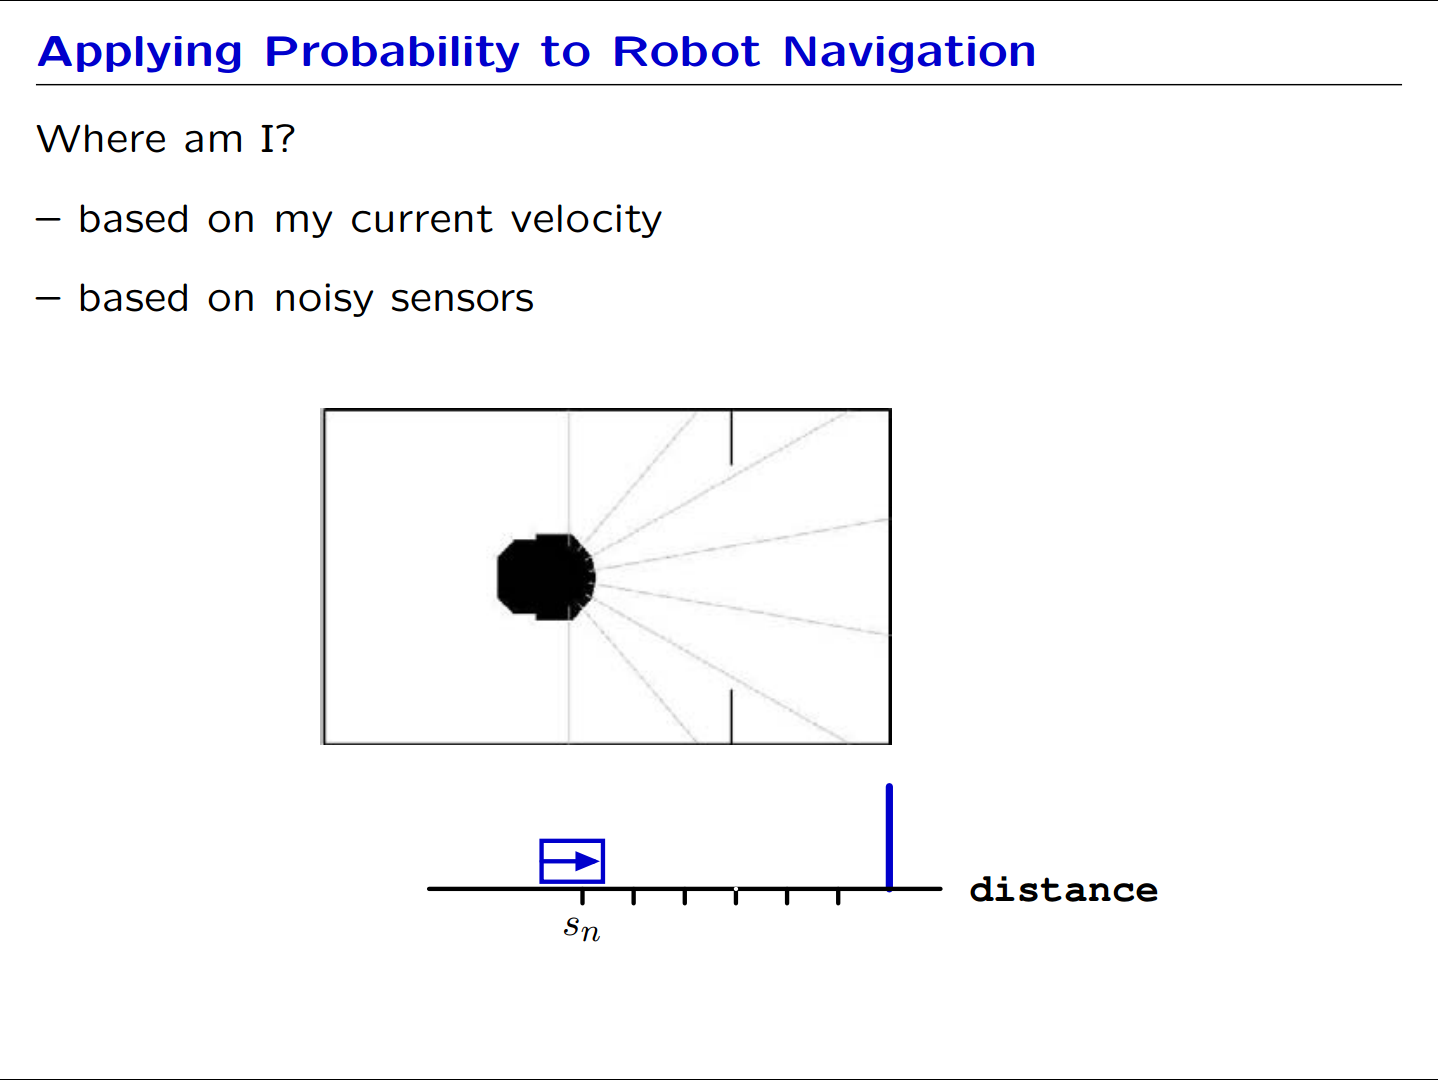 Applying Probability to Robot Navigation
Where am I?
– based on my current velocity
– based on noisy sensors
distance
sn